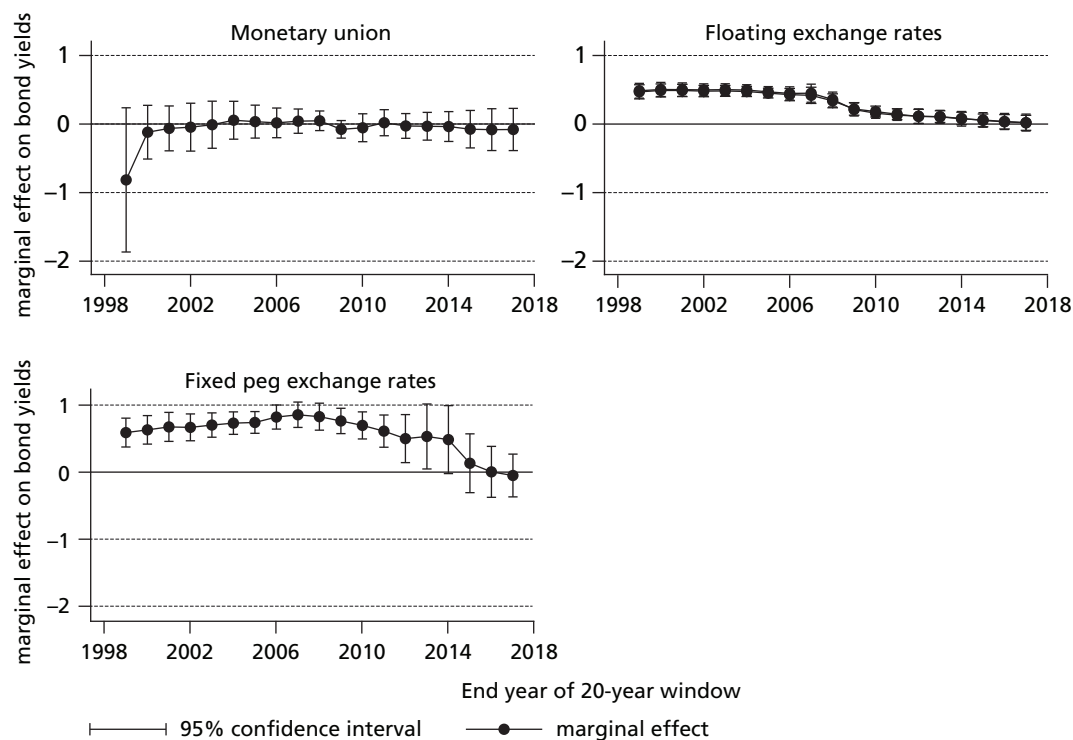 Monetary union
marginal effect on bond yields
1
0
−1
−2
1998 2002 2006 2010 2014 2018
Floating exchange rates
1
0
−1
−2
1998 2002 2006 2010 2014 2018
Fixed peg exchange rates
marginal effect on bond yields
1
0
−1
−2
1998 2002 2006 2010 2014 2018
End year of 20-year window
95% confidence interval marginal effect